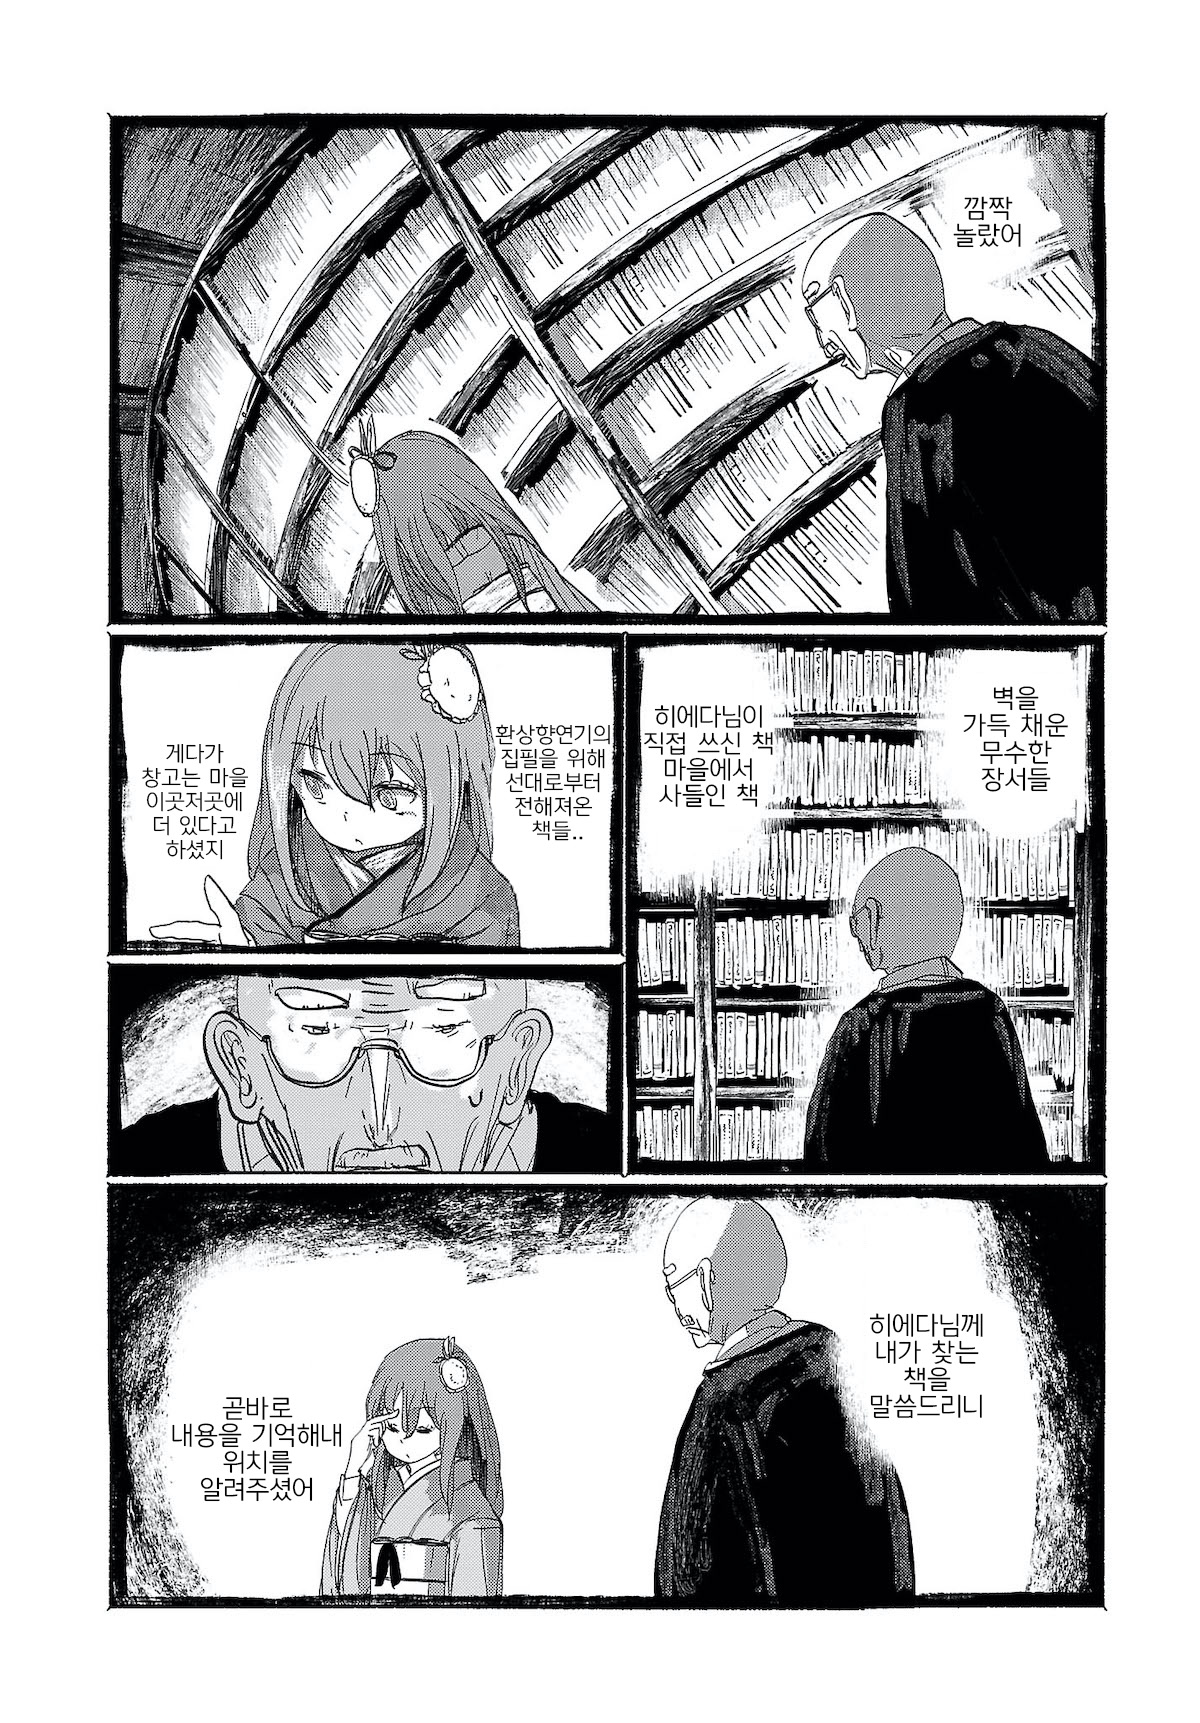 깜짝
놀랐어
벽을
가득 채운
무수한
장서들
히에다님이
직접 쓰신 책
마을에서
사들인 책
환상향연기의
집필을 위해
선대로부터
전해져온
책들..
게다가
창고는 마을
이곳저곳에
더 있다고
하셨지
히에다님께
내가 찾는
책을
말씀드리니
곧바로
내용을 기억해내
위치를
알려주셨어